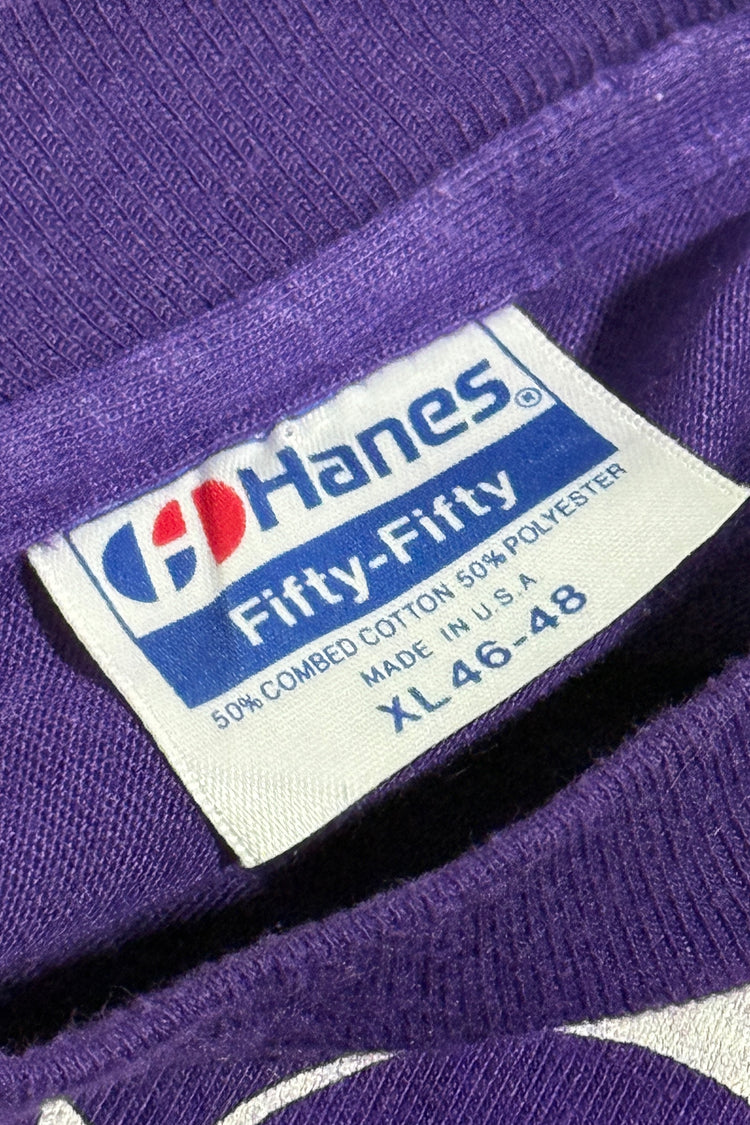 Hanes®
Fifty-Fifty
50% COMBED COTTON 50% POLYESTER
MADE IN U.S.A
XL 46-48